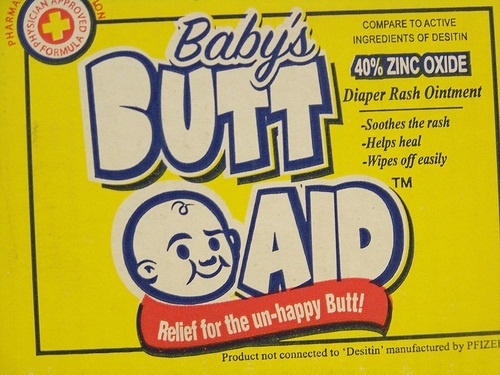 PHYSICIAN APPROVED
FORMULA
Baby's
BUTT
AID
TM
Relief for the un-happy Butt!
COMPARE TO ACTIVE
INGREDIENTS OF DESITIN
40% ZINC OXIDE
Diaper Rash Ointment
-Soothes the rash
-Helps heal
-Wipes off easily
Product not connected to 'Desitin' manufactured by